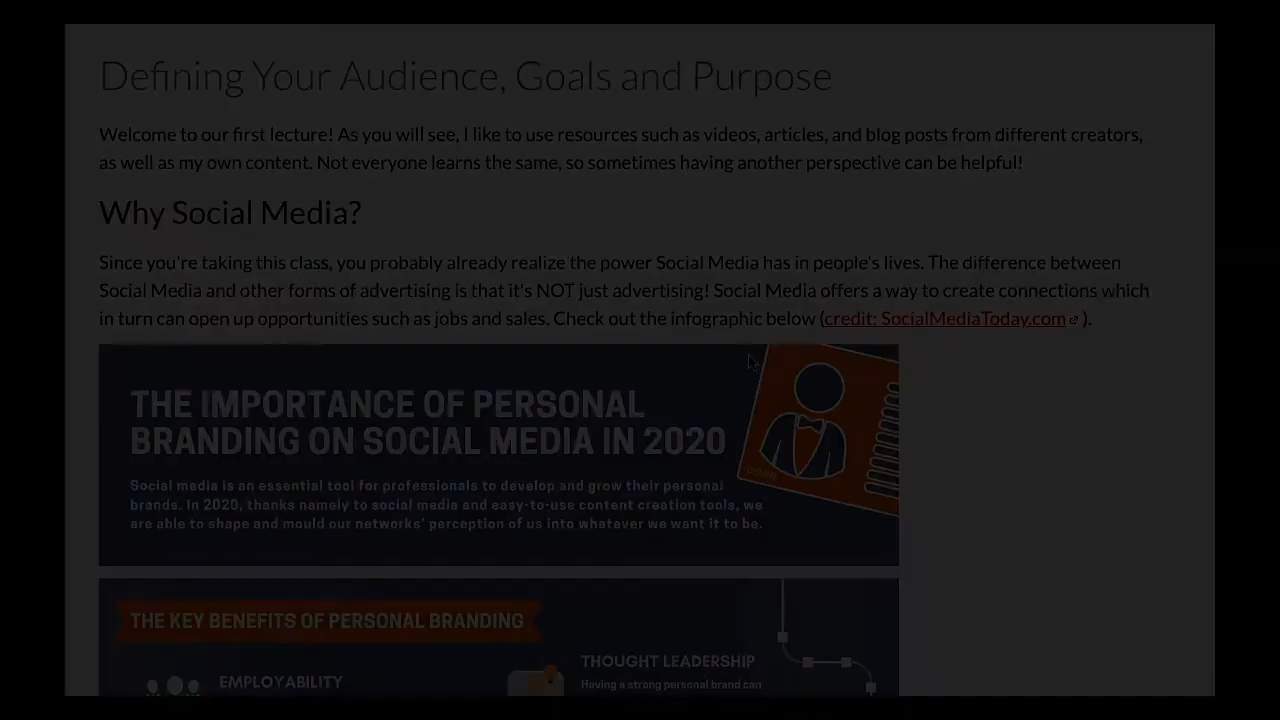 Defining Your Audience, Goals and Purpose
Welcome to our first lecture! As you will see, I like to use resources such as videos, articles, and blog posts from different creators,
as well as my own content. Not everyone learns the same, so sometimes having another perspective can be helpful!
Why Social Media?
Since you're taking this class, you probably already realize the power Social Media has in people's lives. The difference between
Social Media and other forms of advertising is that it's NOT just advertising! Social Media offers a way to create connections which
in turn can open up opportunities such as jobs and sales. Check out the infographic below (credit: SocialMediaToday.com ).
THE IMPORTANCE OF PERSONAL
BRANDING ON SOCIAL MEDIA IN 2020
Social media is an essential tool for professionals to develop and grow their personal
brands. In 2020, thanks namely to social media and easy-to-use content creation tools, we
are able to shape and mould our networks' perception of us into whatever we want it to be.
THE KEY BENEFITS OF PERSONAL BRANDING
EMPLOYABILITY
THOUGHT LEADERSHIP
Having a strong personal brand can